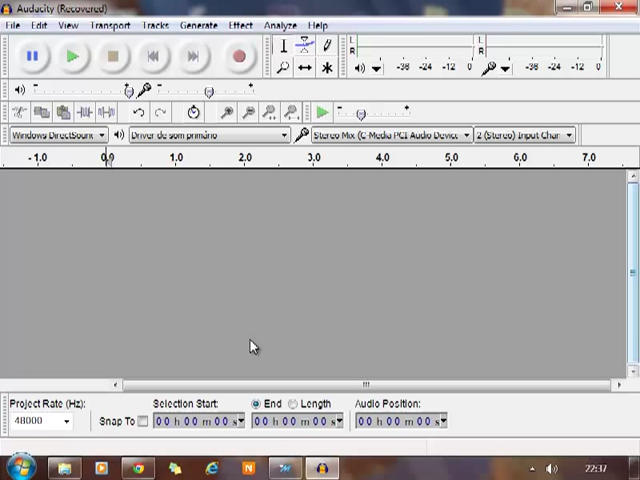 Audacity (Recovered)
File Edit View Transport Tracks Generate Effect Analyze Help
L
R
-36 -24 -12 0
L
R
-36 -24 -12 0
Windows DirectSound
Driver de som primário
Stereo Mix (C-Media PCI Audio Device
2 (Stereo) Input Chan
-1.0 0.0 1.0 2.0 3.0 4.0 5.0 6.0 7.0
Project Rate (Hz):
48000
Snap To
Selection Start:
00 h 00 m 00 s
End Length
00 h 00 m 00 s
Audio Position:
00 h 00 m 00 s
22:37